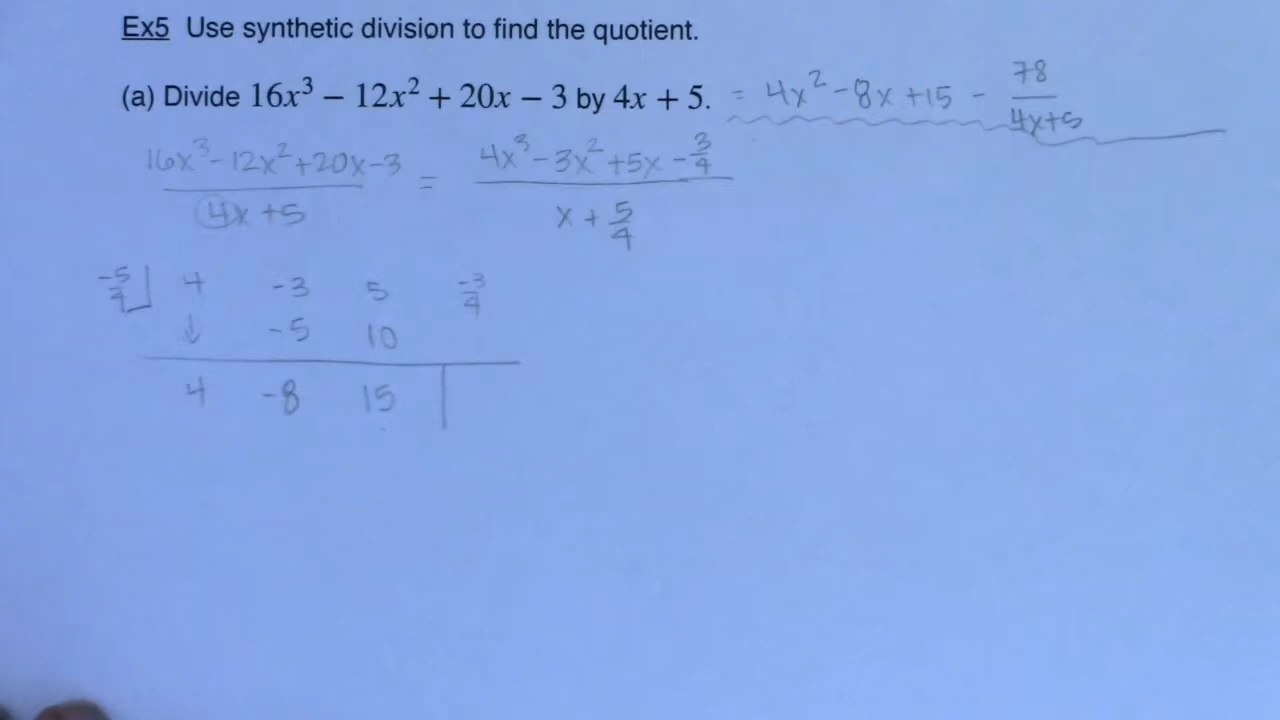 Ex5 Use synthetic division to find the quotient.
(a) Divide 16x³ − 12x² + 20x − 3 by 4x + 5. = 4x² - 8x + 15 - 78/(4x+5)
(16x³ - 12x² + 20x - 3)/(4x + 5) = (4x³ - 3x² + 5x - 3/4)/(x + 5/4)
-5/4 | 4 -3 5 -3/4
↓ -5 10
4 -8 15 |